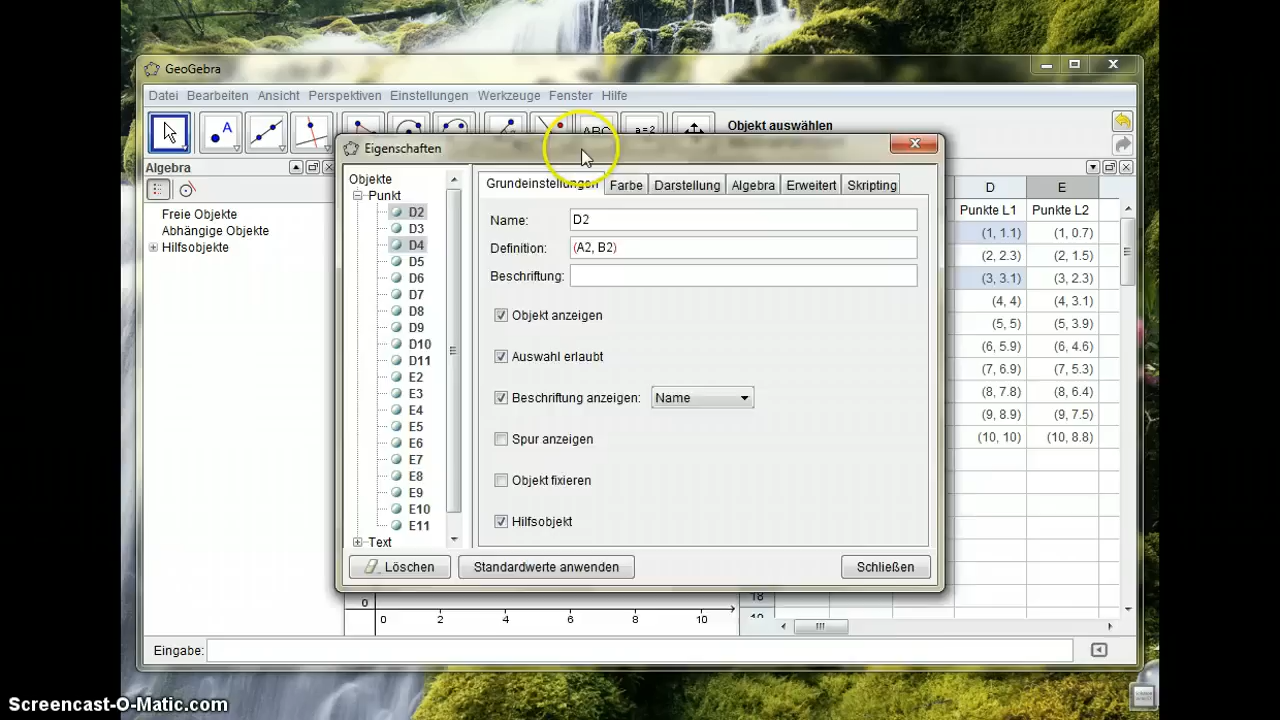 GeoGebra
Datei Bearbeiten Ansicht Perspektiven Einstellungen Werkzeuge Fenster Hilfe
A ABC a=2 Objekt auswählen
Algebra
Freie Objekte
Abhängige Objekte
Hilfsobjekte
Eigenschaften
Objekte
Punkt
D2
D3
D4
D5
D6
D7
D8
D9
D10
D11
E2
E3
E4
E5
E6
E7
E8
E9
E10
E11
Text
Grundeinstellungen Farbe Darstellung Algebra Erweitert Skripting
Name: D2
Definition: (A2, B2)
Beschriftung:
Objekt anzeigen
Auswahl erlaubt
Beschriftung anzeigen: Name
Spur anzeigen
Objekt fixieren
Hilfsobjekt
Löschen Standardwerte anwenden Schließen
D E
Punkte L1 Punkte L2
(1, 1.1) (1, 0.7)
(2, 2.3) (2, 1.5)
(3, 3.1) (3, 2.3)
(4, 4) (4, 3.1)
(5, 5) (5, 3.9)
(6, 5.9) (6, 4.6)
(7, 6.9) (7, 5.3)
(8, 7.8) (8, 6.4)
(9, 8.9) (9, 7.5)
(10, 10) (10, 8.8)
18
0
0 2 4 6 8 10
Eingabe:
Screencast-O-Matic.com